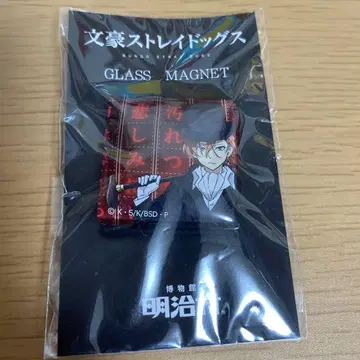 文豪ストレイドッグス
BUNGO STRAY DOGS
GLASS MAGNET
汚れつ
悲しみ
©K・S/K/BSD・P
博物館
明治